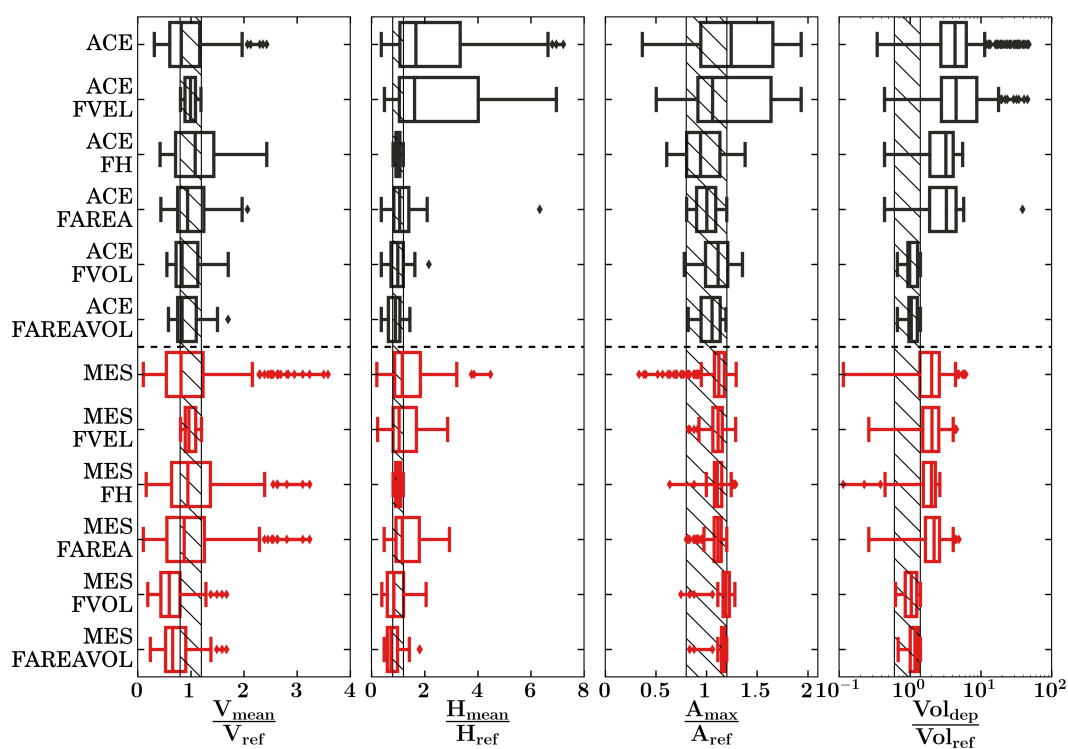 ACE
ACE
FVEL
ACE
FH
ACE
FAREA
ACE
FVOL
ACE
FAREAVOL
MES
MES
FVEL
MES
FH
MES
FAREA
MES
FVOL
MES
FAREAVOL
0 1 2 3 4
V_mean
V_ref
0 2 4 6 8
H_mean
H_ref
0 0.5 1 1.5 2
A_max
A_ref
10^-1 10^0 10^1 10^2
Vol_dep
Vol_ref